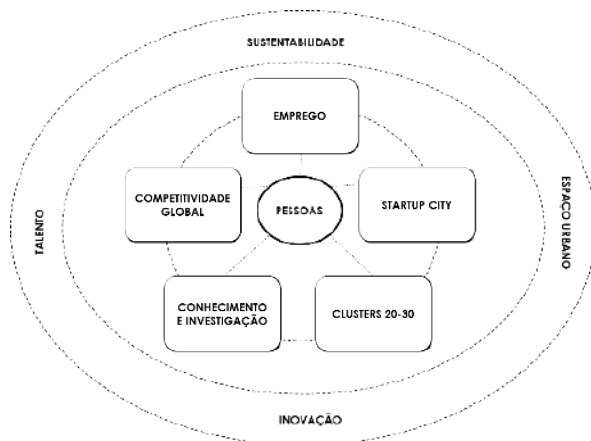 SUSTENTABILIDADE
EMPREGO
COMPETITIVIDADE
GLOBAL
PESSOAS
STARTUP CITY
TALENTO
ESPAÇO URBANO
CONHECIMENTO
E INVESTIGAÇÃO
CLUSTERS 20-30
INOVAÇÃO